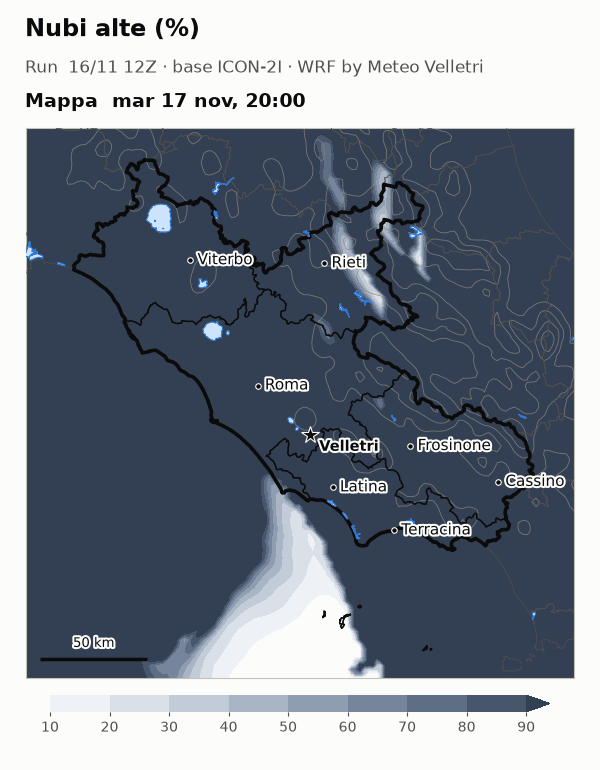 Nubi alte (%)
Run  16/11 12Z · base ICON-2I · WRF by Meteo Velletri
Mappa  mar 17 nov, 20:00
Viterbo
Rieti
Roma
Velletri
Frosinone
Cassino
Latina
Terracina
50 km
10 20 30 40 50 60 70 80 90